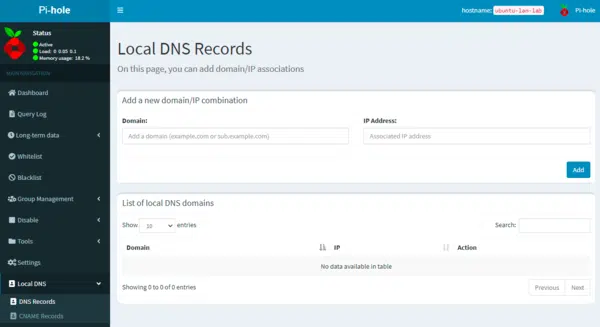 Pi-hole
hostname: ubuntu-lan-lab
Pi-hole
Status
Active
Load: 0 0.05 0.1
Memory usage: 18.2 %
MAIN NAVIGATION
Dashboard
Query Log
Long-term data
Whitelist
Blacklist
Group Management
Disable
Tools
Settings
Local DNS
DNS Records
CNAME Records
Local DNS Records
On this page, you can add domain/IP associations
Add a new domain/IP combination
Domain: IP Address:
Add a domain (example.com or sub.example.com) Associated IP address
Add
List of local DNS domains
Show 10 entries Search:
Domain IP Action
No data available in table
Showing 0 to 0 of 0 entries Previous Next